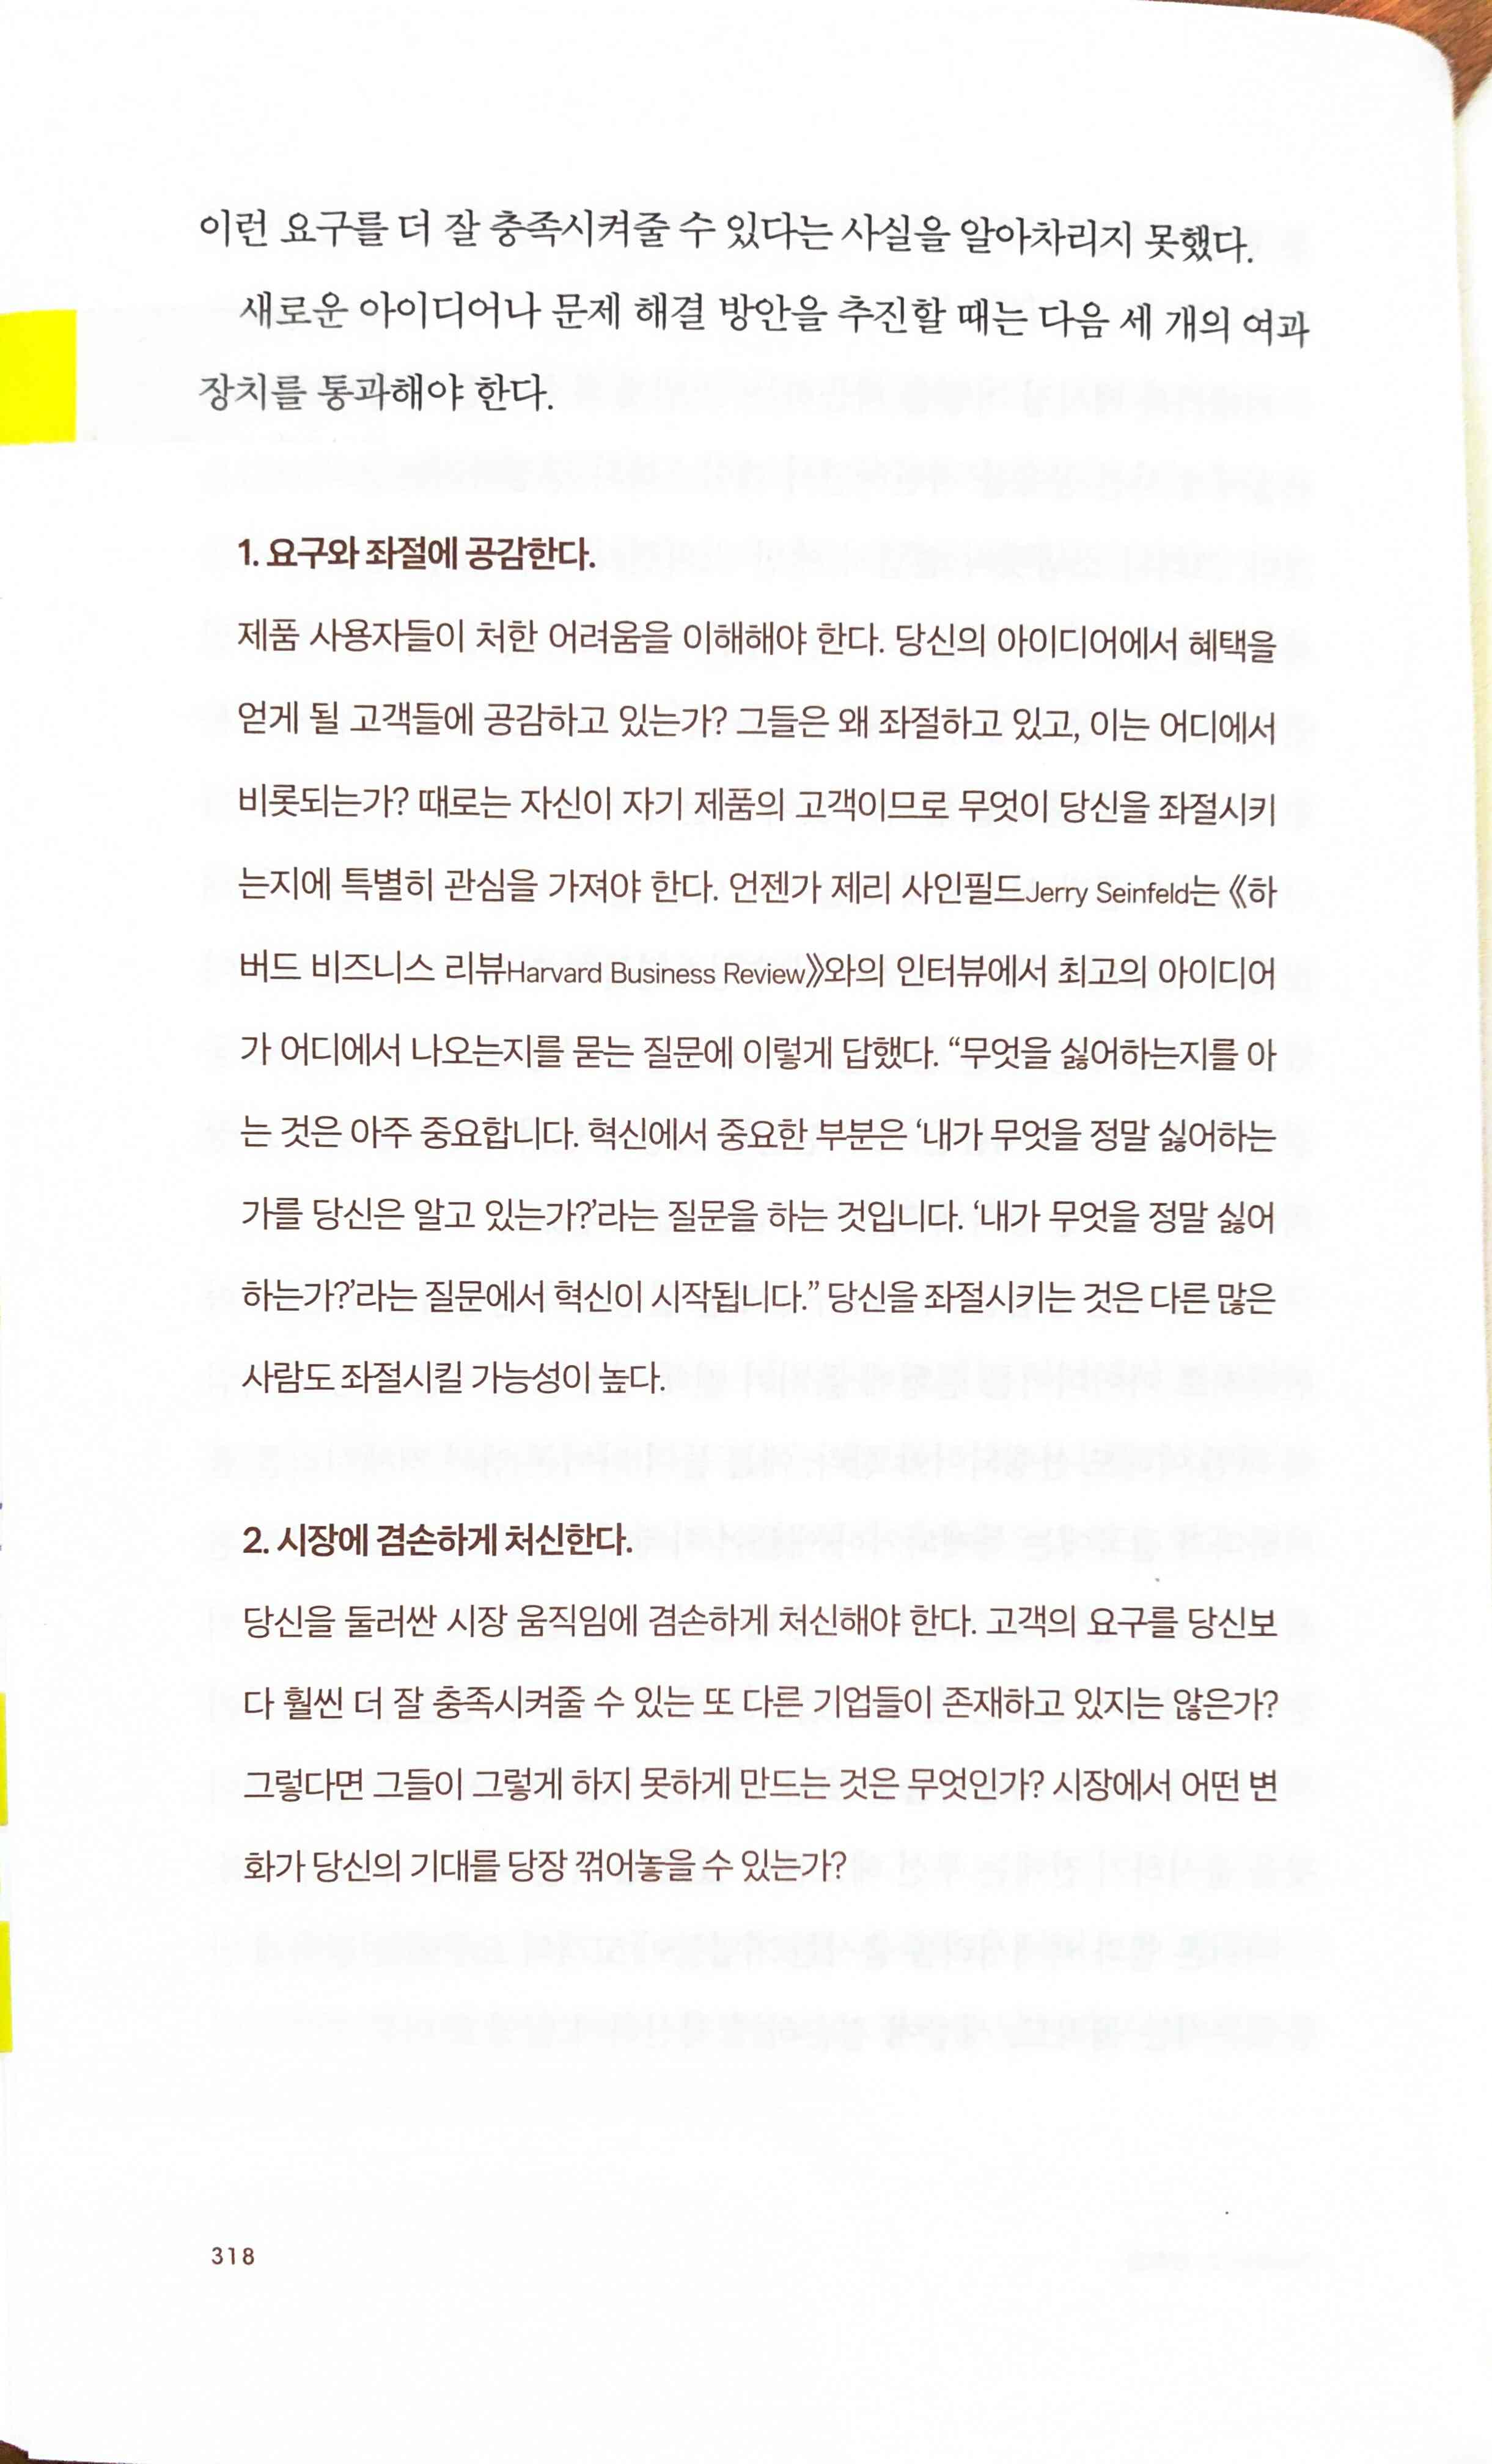 이런 요구를 더 잘 충족시켜줄 수 있다는 사실을 알아차리지 못했다.
새로운 아이디어나 문제 해결 방안을 추진할 때는 다음 세 개의 여과
장치를 통과해야 한다.
1. 요구와 좌절에 공감한다.
제품 사용자들이 처한 어려움을 이해해야 한다. 당신의 아이디어에서 혜택을
얻게 될 고객들에 공감하고 있는가? 그들은 왜 좌절하고 있고, 이는 어디에서
비롯되는가? 때로는 자신이 자기 제품의 고객이므로 무엇이 당신을 좌절시키
는지에 특별히 관심을 가져야 한다. 언젠가 제리 사인필드Jerry Seinfeld는 《하
버드 비즈니스 리뷰Harvard Business Review》와의 인터뷰에서 최고의 아이디어
가 어디에서 나오는지를 묻는 질문에 이렇게 답했다. “무엇을 싫어하는지를 아
는 것은 아주 중요합니다. 혁신에서 중요한 부분은 ‘내가 무엇을 정말 싫어하는
가를 당신은 알고 있는가?’라는 질문을 하는 것입니다. ‘내가 무엇을 정말 싫어
하는가?’라는 질문에서 혁신이 시작됩니다.” 당신을 좌절시키는 것은 다른 많은
사람도 좌절시킬 가능성이 높다.
2. 시장에 겸손하게 처신한다.
당신을 둘러싼 시장 움직임에 겸손하게 처신해야 한다. 고객의 요구를 당신보
다 훨씬 더 잘 충족시켜줄 수 있는 또 다른 기업들이 존재하고 있지는 않은가?
그렇다면 그들이 그렇게 하지 못하게 만드는 것은 무엇인가? 시장에서 어떤 변
화가 당신의 기대를 당장 꺾어놓을 수 있는가?
318